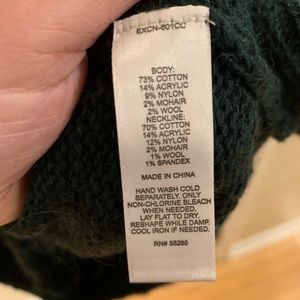 EXCN-601CO
BODY:
73% COTTON
14% ACRYLIC
9% NYLON
2% MOHAIR
2% WOOL
NECKLINE:
70% COTTON
14% ACRYLIC
12% NYLON
2% MOHAIR
1% WOOL
1% SPANDEX
MADE IN CHINA
HAND WASH COLD
SEPARATELY. ONLY
NON-CHLORINE BLEACH
WHEN NEEDED.
LAY FLAT TO DRY.
RESHAPE WHILE DAMP.
COOL IRON IF NEEDED.
RN# 55285